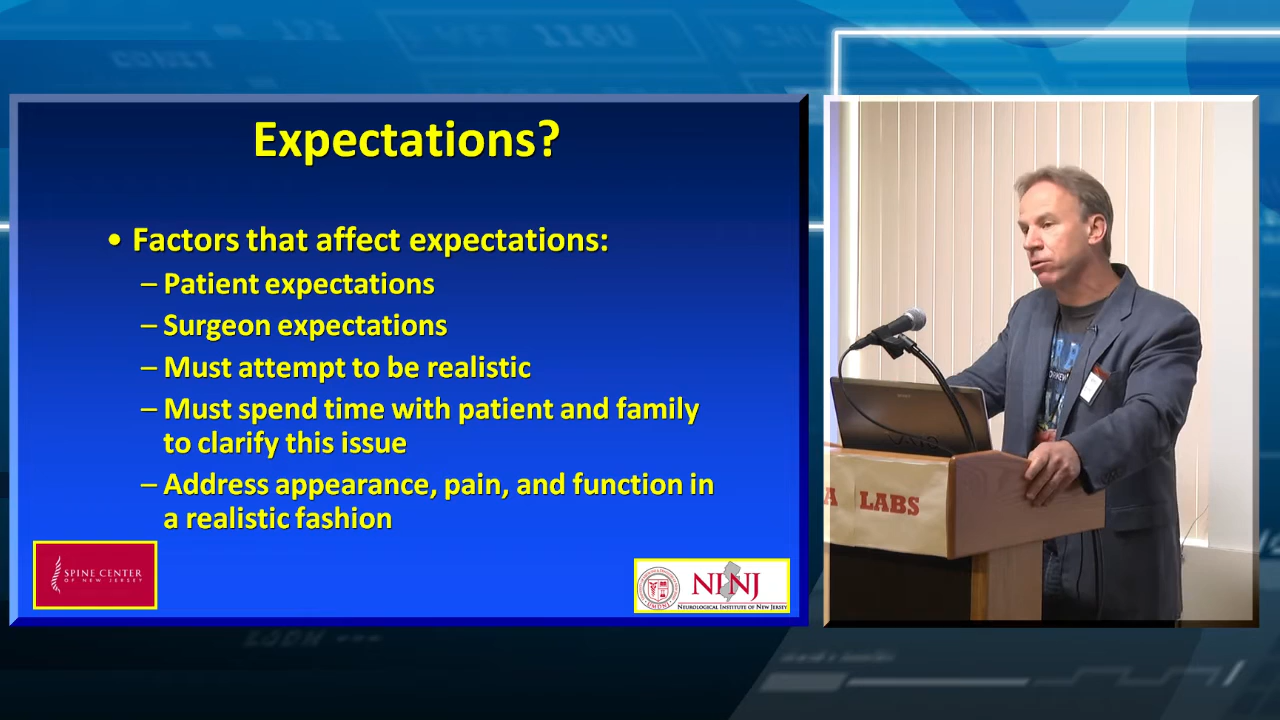 Expectations?
• Factors that affect expectations:
– Patient expectations
– Surgeon expectations
– Must attempt to be realistic
– Must spend time with patient and family
to clarify this issue
– Address appearance, pain, and function in
a realistic fashion
SPINE CENTER
OF NEW JERSEY
NINJ
NEUROLOGICAL INSTITUTE OF NEW JERSEY
A LABS